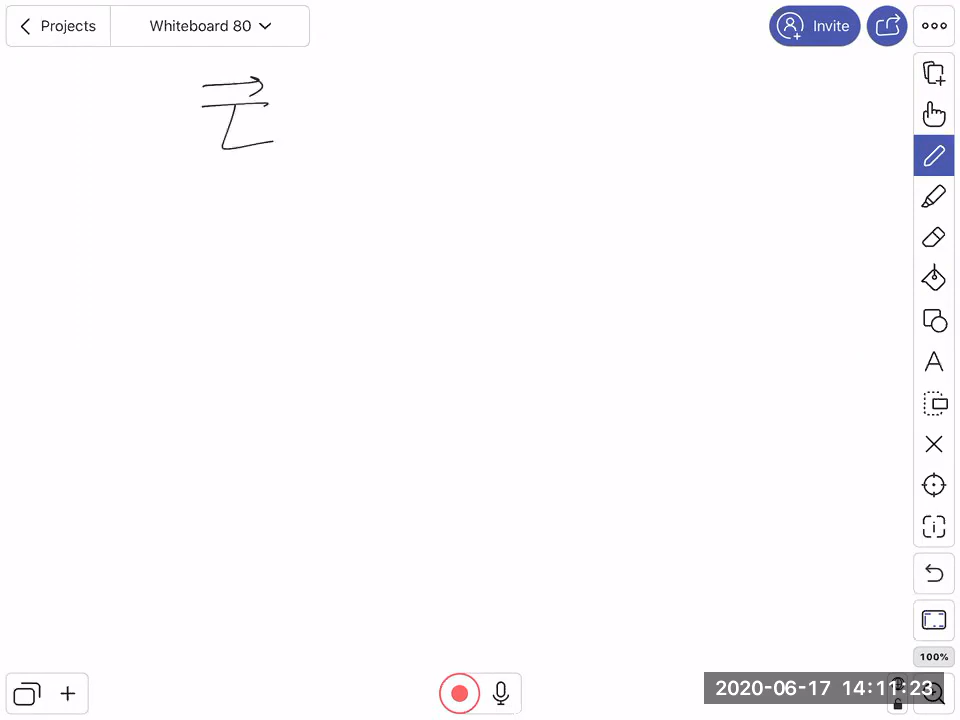 Projects
Whiteboard 80
Invite
A
100%
2020-06-17 14:11:23